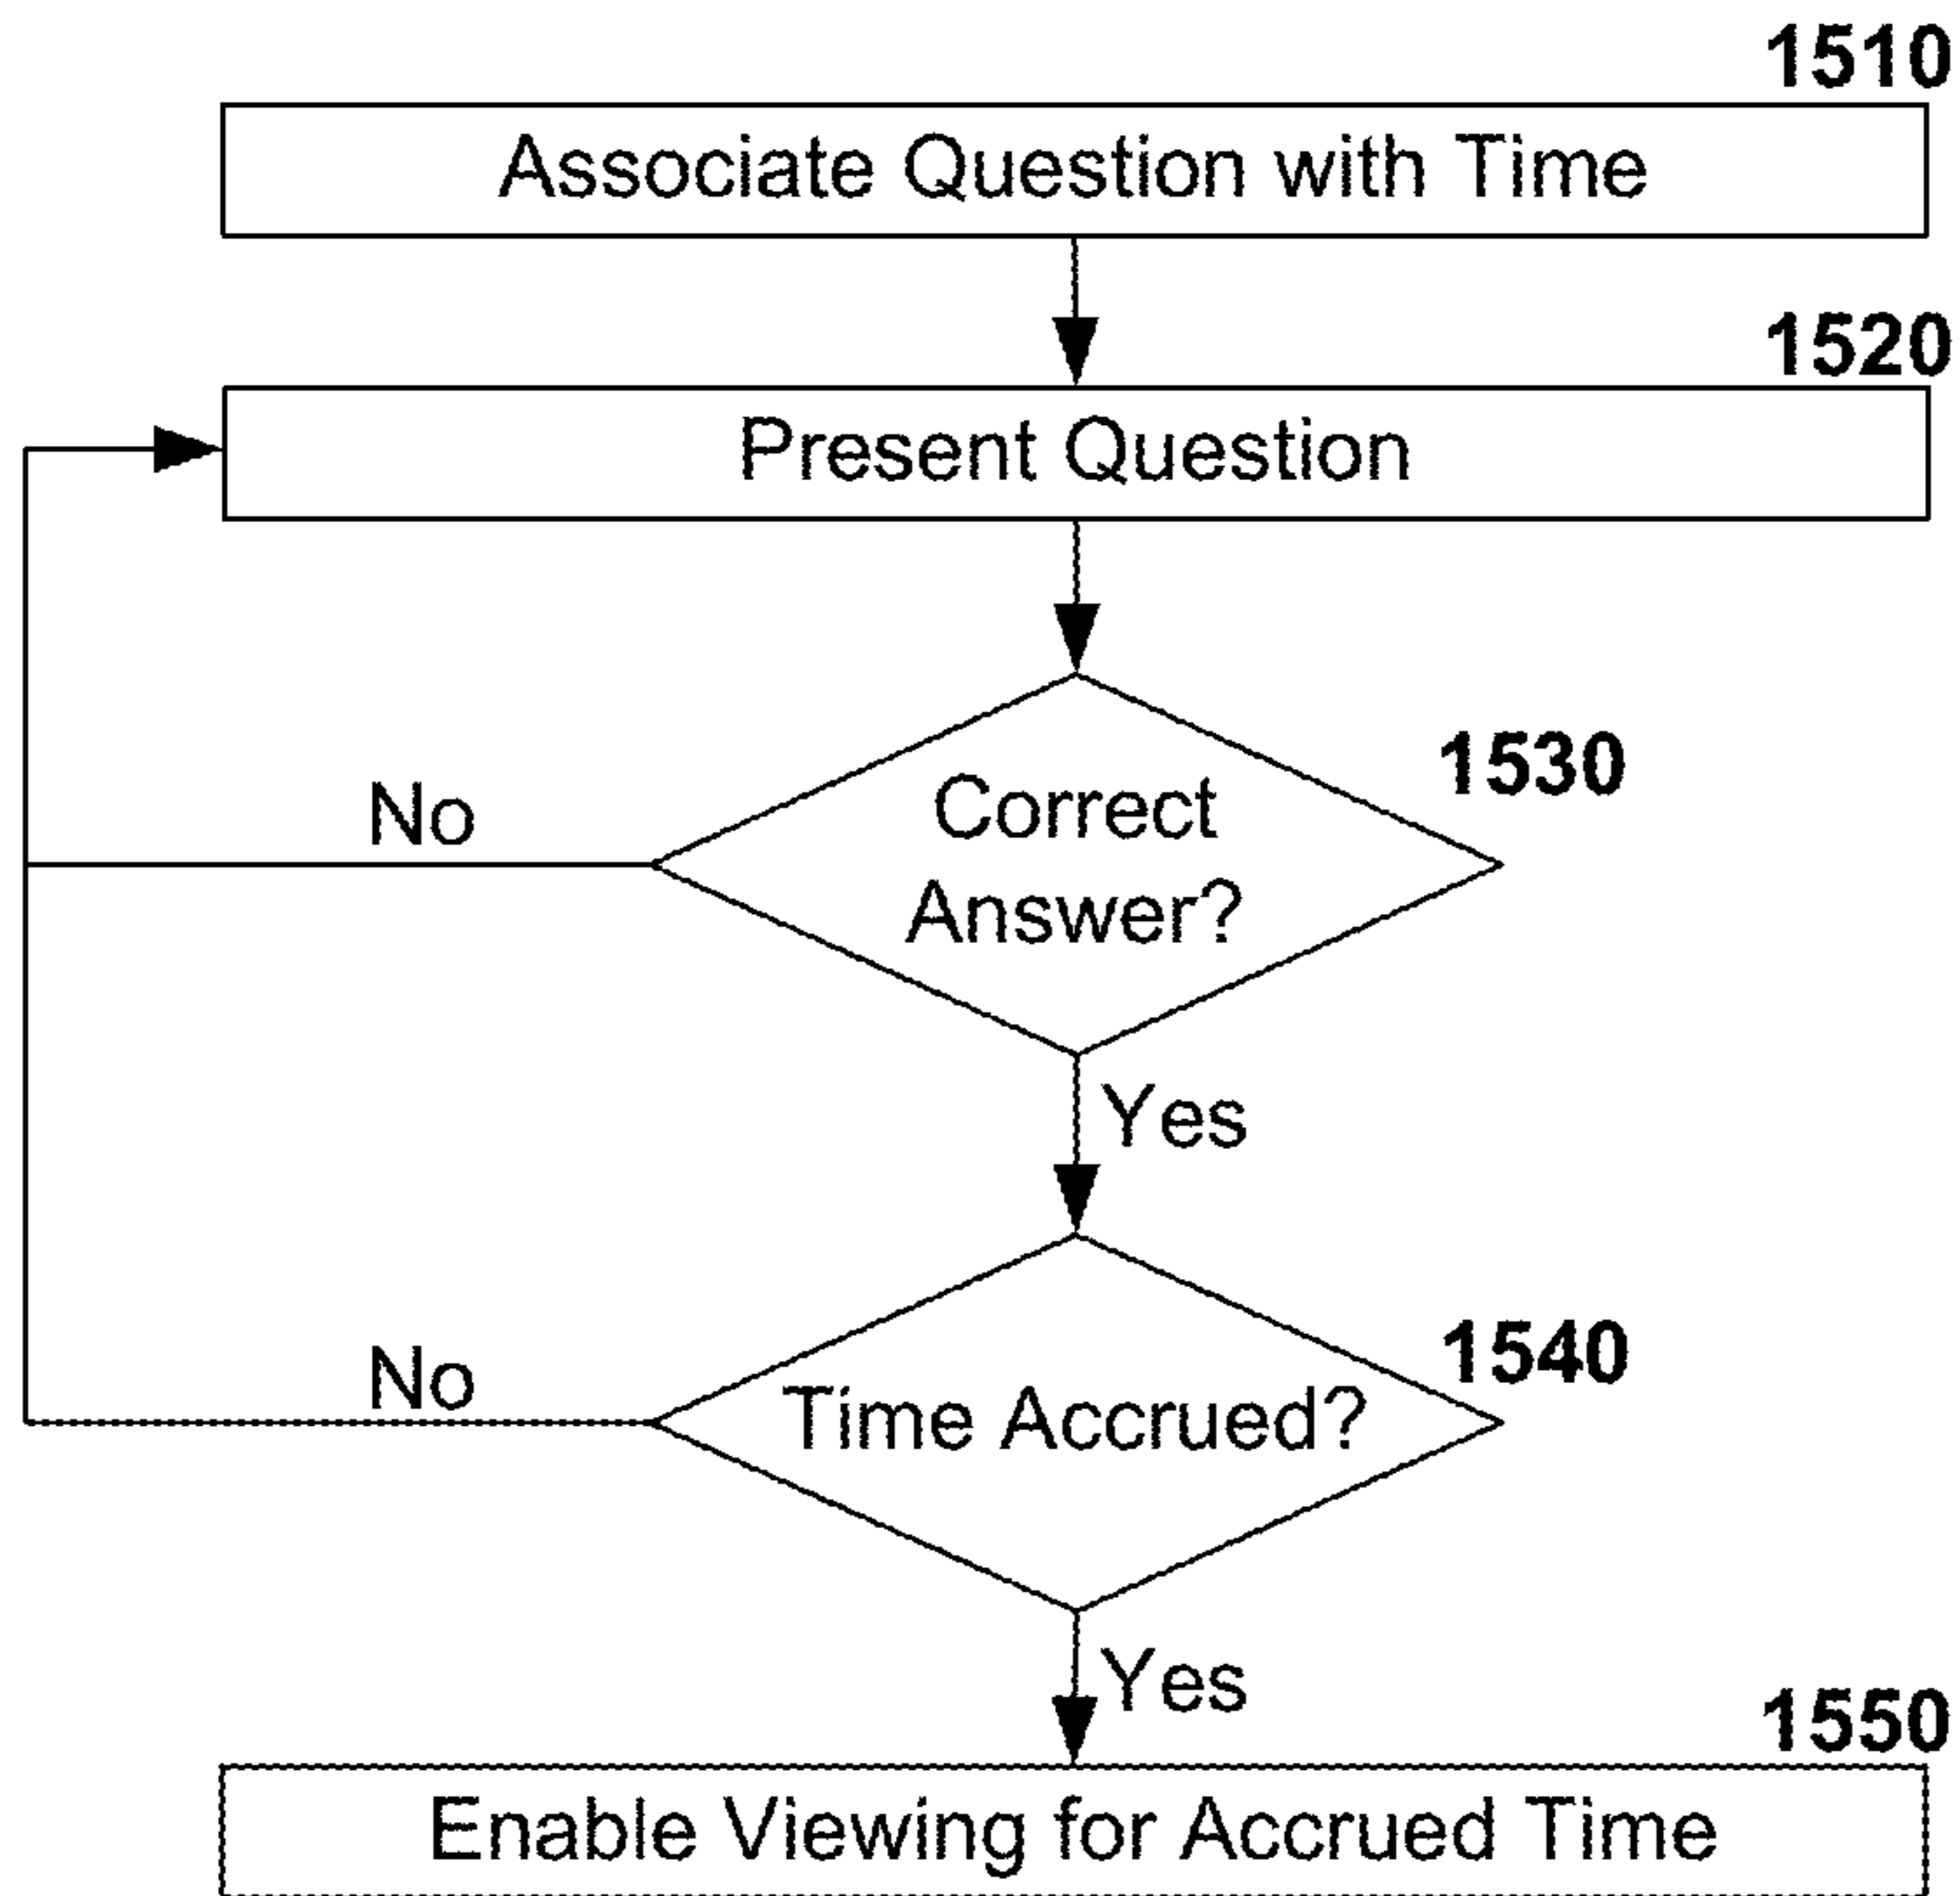 1510
Associate Question with Time
1520
Present Question
1530
Correct
Answer?
No
Yes
1540
Time Accrued?
No
Yes
1550
Enable Viewing for Accrued Time